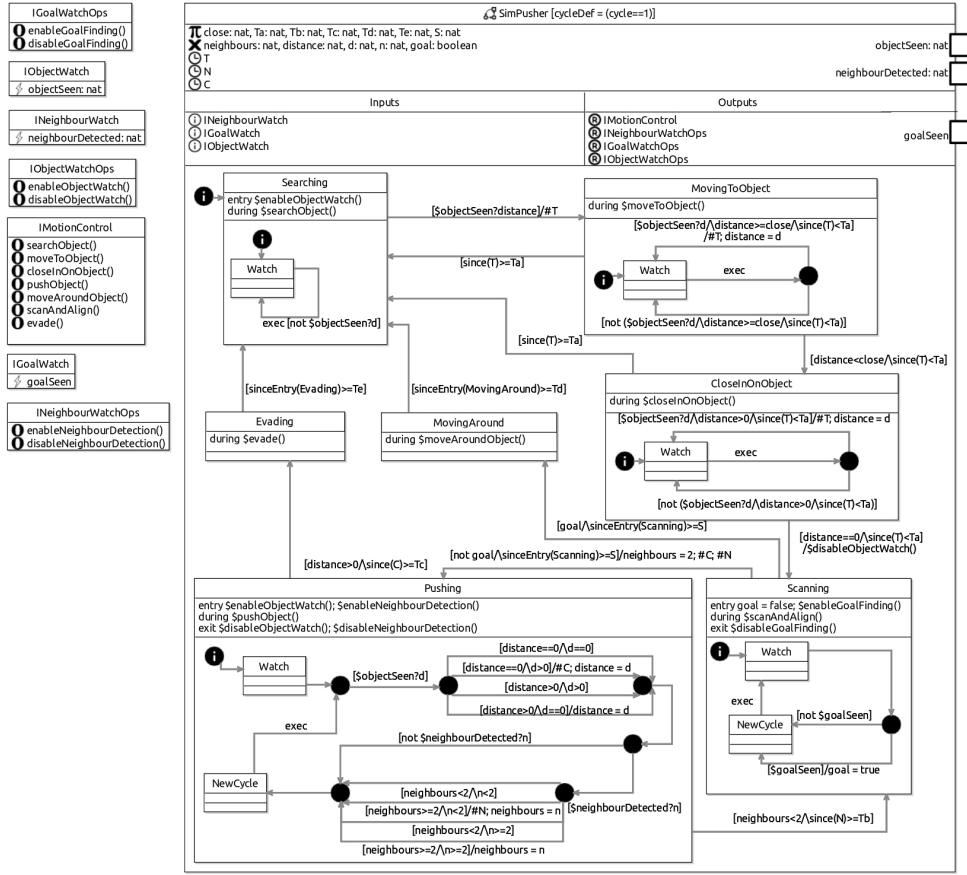 IGoalWatchOps
enableGoalFinding()
disableGoalFinding()
IObjectWatch
objectSeen: nat
INeighbourWatch
neighbourDetected: nat
IObjectWatchOps
enableObjectWatch()
disableObjectWatch()
IMotionControl
searchObject()
moveToObject()
closeInOnObject()
pushObject()
moveAroundObject()
scanAndAlign()
evade()
IGoalWatch
goalSeen
INeighbourWatchOps
enableNeighbourDetection()
disableNeighbourDetection()
SimPusher [cycleDef = (cycle==1)]
close: nat, Ta: nat, Tb: nat, Tc: nat, Td: nat, Te: nat, S: nat
neighbours: nat, distance: nat, d: nat, n: nat, goal: boolean
T
N
C
objectSeen: nat
neighbourDetected: nat
goalSeen
Inputs
INeighbourWatch
IGoalWatch
IObjectWatch
Outputs
IMotionControl
INeighbourWatchOps
IGoalWatchOps
IObjectWatchOps
Searching
entry $enableObjectWatch()
during $searchObject()
Watch
exec [not $objectSeen?d]
[$objectSeen?distance]/#T
[since(T)>=Ta]
MovingToObject
during $moveToObject()
[$objectSeen?d/\distance>=close/\since(T)<Ta]
/#T; distance = d
Watch
exec
[not ($objectSeen?d/\distance>=close/\since(T)<Ta)]
[since(T)>=Ta]
[distance<close/\since(T)<Ta]
[sinceEntry(Evading)>=Te]
[sinceEntry(MovingAround)>=Td]
CloseInOnObject
during $closeInOnObject()
[$objectSeen?d/\distance>0/\since(T)<Ta]/#T; distance = d
Watch
exec
[not ($objectSeen?d/\distance>0/\since(T)<Ta)]
Evading
during $evade()
MovingAround
during $moveAroundObject()
[goal/\sinceEntry(Scanning)>=S]
[distance==0/\since(T)<Ta]
/$disableObjectWatch()
[not goal/\sinceEntry(Scanning)>=S]/neighbours = 2; #C; #N
[distance>0/\since(C)>=Tc]
Pushing
entry $enableObjectWatch(); $enableNeighbourDetection()
during $pushObject()
exit $disableObjectWatch(); $disableNeighbourDetection()
Watch
[$objectSeen?d]
[distance==0/\d==0]
[distance==0/\d>0]/#C; distance = d
[distance>0/\d>0]
[distance>0/\d==0]/distance = d
exec
[not $neighbourDetected?n]
NewCycle
[neighbours<2/\n<2]
[$neighbourDetected?n]
[neighbours>=2/\n<2]/#N; neighbours = n
[neighbours<2/\n>=2]
[neighbours>=2/\n>=2]/neighbours = n
Scanning
entry goal = false; $enableGoalFinding()
during $scanAndAlign()
exit $disableGoalFinding()
Watch
exec
[not $goalSeen]
NewCycle
[$goalSeen]/goal = true
[neighbours<2/\since(N)>=Tb]